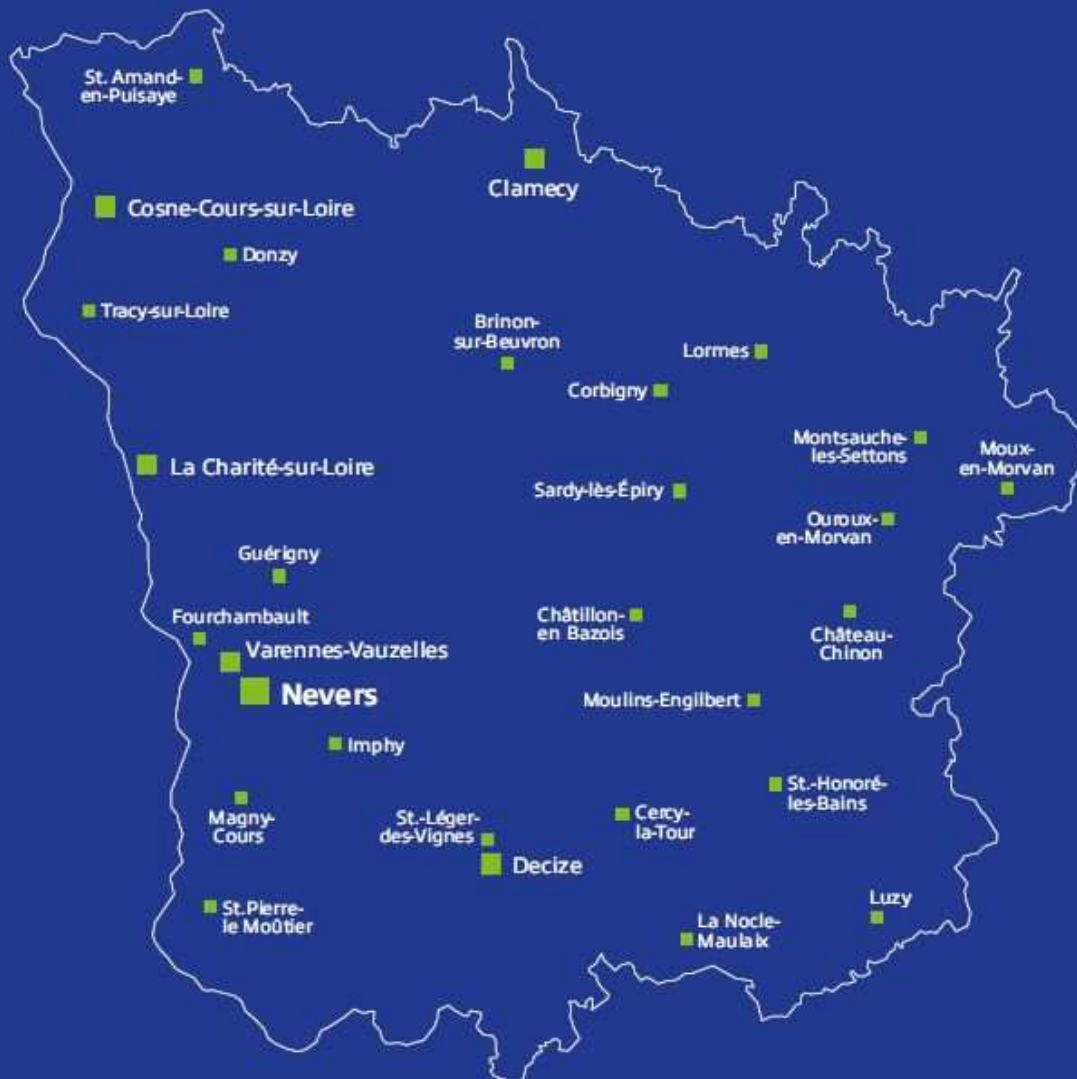 St. Amand-
en-Puisaye
Clamecy
Cosne-Cours-sur-Loire
Donzy
Tracy-sur-Loire
Brinon-
sur-Beuvron
Lormes
Corbigny
Montsauche-
les-Settons
Moux-
en-Morvan
La Charité-sur-Loire
Sardy-lès-Épiry
Ouroux-
en-Morvan
Guérigny
Fourchambault
Châtillon-
en Bazois
Château-
Chinon
Varennes-Vauzelles
Nevers
Moulins-Engilbert
Imphy
St.-Honoré-
les-Bains
Magny-
Cours
St.-Léger-
des-Vignes
Cercy-
la-Tour
Decize
St.Pierre-
le Moûtier
Luzy
La Nocle-
Maulaix